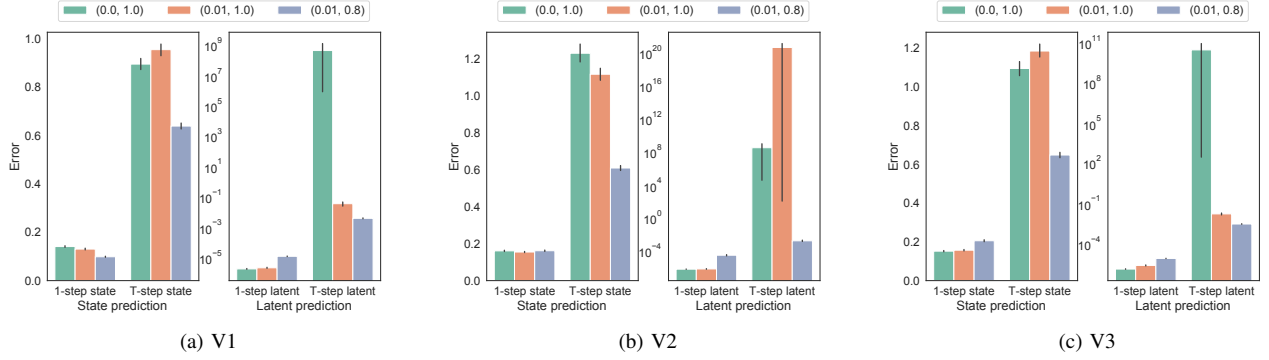 (0.0, 1.0) (0.01, 1.0) (0.01, 0.8)
Error
1.0
0.8
0.6
0.4
0.2
0.0
10^9
10^7
10^5
10^3
10^1
10^-1
10^-3
10^-5
1-step state T-step state
State prediction
1-step latent T-step latent
Latent prediction
(a) V1
(0.0, 1.0) (0.01, 1.0) (0.01, 0.8)
Error
1.2
1.0
0.8
0.6
0.4
0.2
0.0
10^20
10^16
10^12
10^8
10^4
10^0
10^-4
1-step state T-step state
State prediction
1-step latent T-step latent
Latent prediction
(b) V2
(0.0, 1.0) (0.01, 1.0) (0.01, 0.8)
Error
1.2
1.0
0.8
0.6
0.4
0.2
0.0
10^11
10^8
10^5
10^2
10^-1
10^-4
1-step state T-step state
State prediction
1-step latent T-step latent
Latent prediction
(c) V3